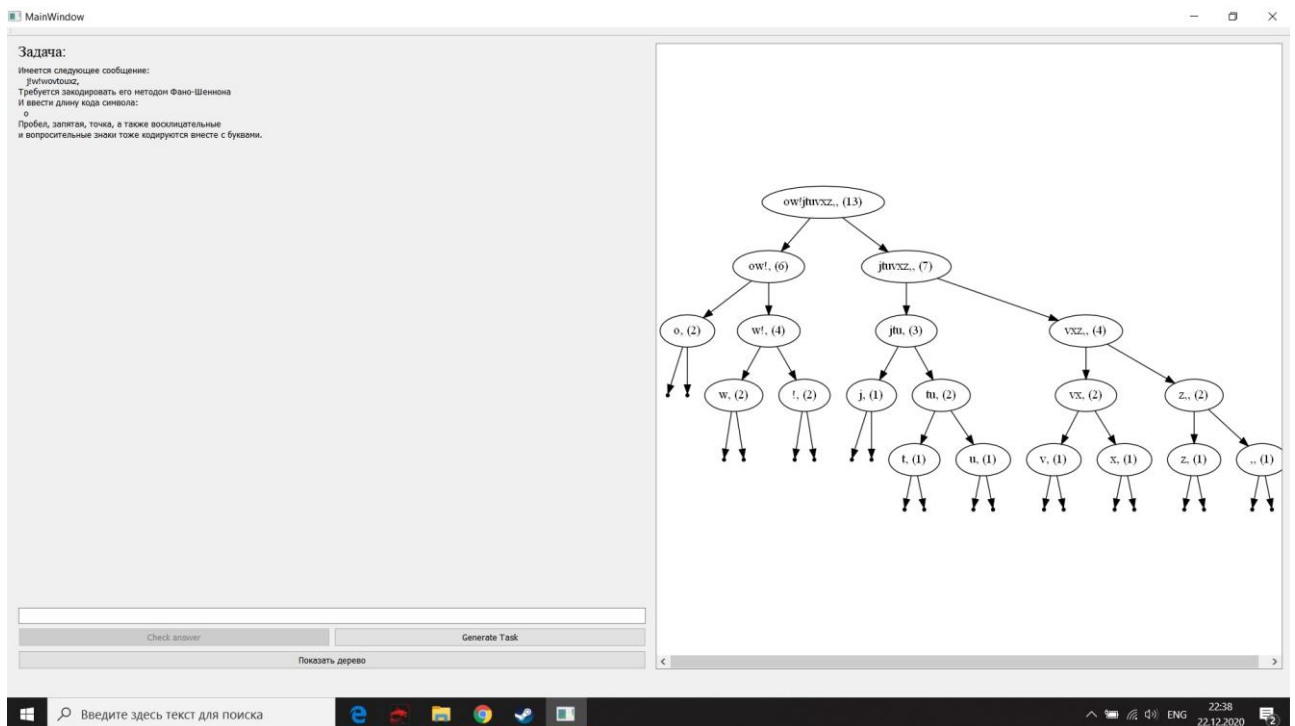 MainWindow
Задача:
Имеется следующее сообщение:
j!w!wovtouxz,
Требуется закодировать его методом Фано-Шеннона
И ввести длину кода символа:
o
Пробел, запятая, точка, а также восклицательные
и вопросительные знаки тоже кодируются вместе с буквами.
ow!jtuvxz,, (13)
ow!, (6)
jtuvxz,, (7)
o, (2)
w!, (4)
jtu, (3)
vxz,, (4)
w, (2)
!, (2)
j, (1)
tu, (2)
vx, (2)
z,, (2)
t, (1)
u, (1)
v, (1)
x, (1)
z, (1)
,, (1)
Check answer
Generate Task
Показать дерево
Введите здесь текст для поиска
ENG
22:38
22.12.2020
2